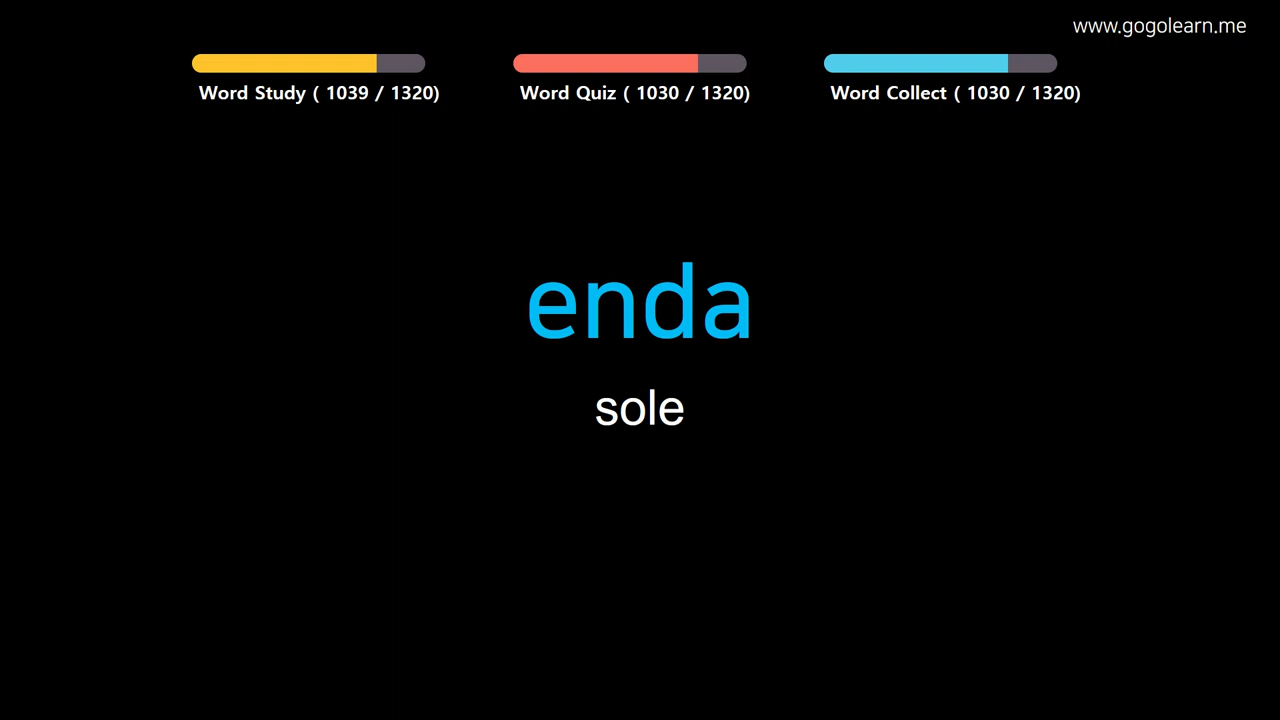 www.gogolearn.me
Word Study ( 1039 / 1320)
Word Quiz ( 1030 / 1320)
Word Collect ( 1030 / 1320)
enda
sole